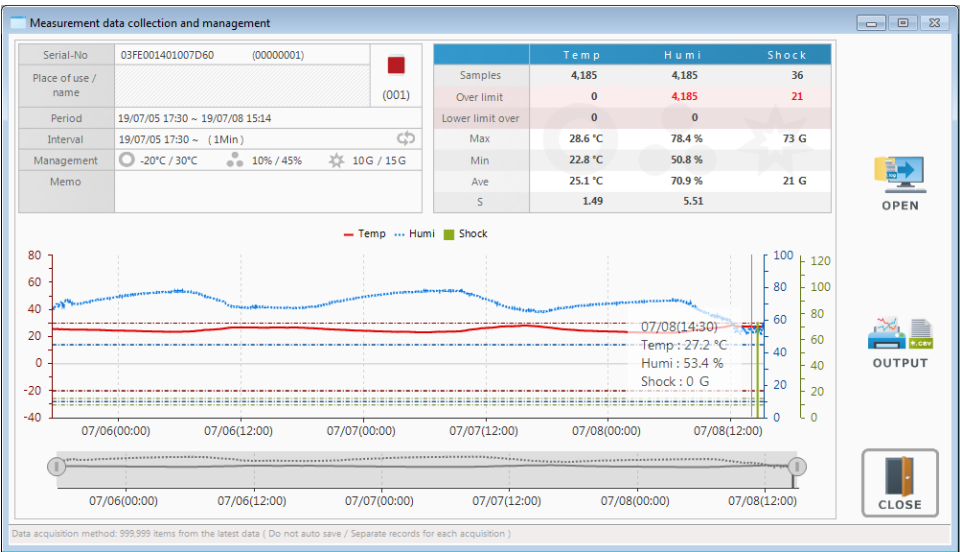 Measurement data collection and management
Serial-No 03FE001401007D60 (00000001)
Place of use /
name
(001)
Period 19/07/05 17:30 ~ 19/07/08 15:14
Interval 19/07/05 17:30 ~ ( 1Min )
Management -20°C / 30°C 10% / 45% 10 G / 15 G
Memo
Temp Humi Shock
Samples 4,185 4,185 36
Over limit 0 4,185 21
Lower limit over 0 0
Max 28.6 °C 78.4 % 73 G
Min 22.8 °C 50.8 %
Ave 25.1 °C 70.9 % 21 G
S 1.49 5.51
log
OPEN
Temp Humi Shock
80 100 120
60 80 100
40 60 80
20 40 60
0 20 40
-20 0 20
-40 0
07/08(14:30)
Temp : 27.2 °C
Humi : 53.4 %
Shock : 0 G
.csv
OUTPUT
07/06(00:00) 07/06(12:00) 07/07(00:00) 07/07(12:00) 07/08(00:00) 07/08(12:00)
07/06(00:00) 07/06(12:00) 07/07(00:00) 07/07(12:00) 07/08(00:00) 07/08(12:00)
CLOSE
Data acquisition method: 999,999 items from the latest data ( Do not auto save / Separate records for each acquisition )